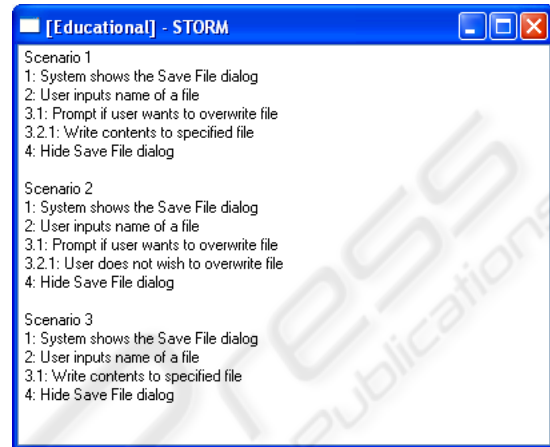 [Educational] - STORM
Scenario 1
1: System shows the Save File dialog
2: User inputs name of a file
3.1: Prompt if user wants to overwrite file
3.2.1: Write contents to specified file
4: Hide Save File dialog
Scenario 2
1: System shows the Save File dialog
2: User inputs name of a file
3.1: Prompt if user wants to overwrite file
3.2.1: User does not wish to overwrite file
4: Hide Save File dialog
Scenario 3
1: System shows the Save File dialog
2: User inputs name of a file
3.1: Write contents to specified file
4: Hide Save File dialog